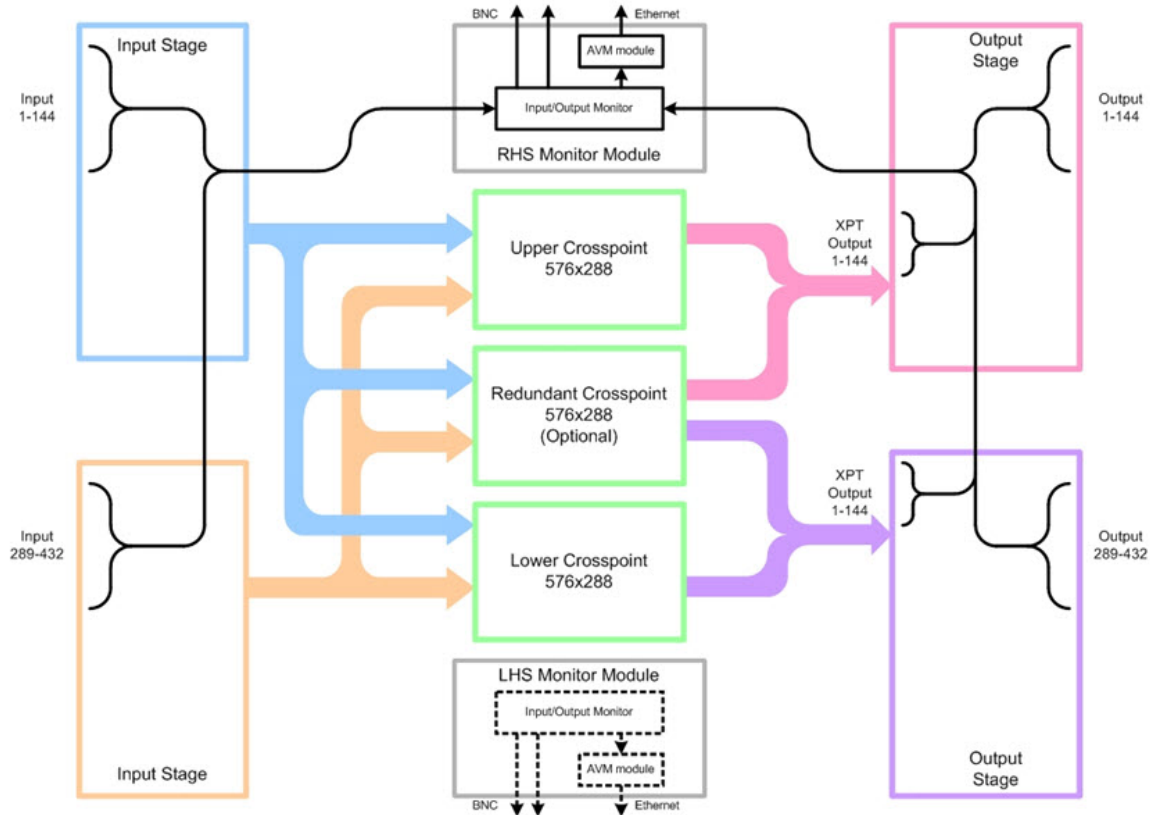 BNC
Ethernet
Input Stage
AVM module
Output
Stage
Input
1-144
Input/Output Monitor
Output
1-144
RHS Monitor Module
XPT
Output
1-144
Upper Crosspoint
576x288
Redundant Crosspoint
576x288
(Optional)
XPT
Output
1-144
Input
289-432
Lower Crosspoint
576x288
Output
289-432
LHS Monitor Module
Input/Output Monitor
AVM module
Input Stage
Output
Stage
BNC
Ethernet